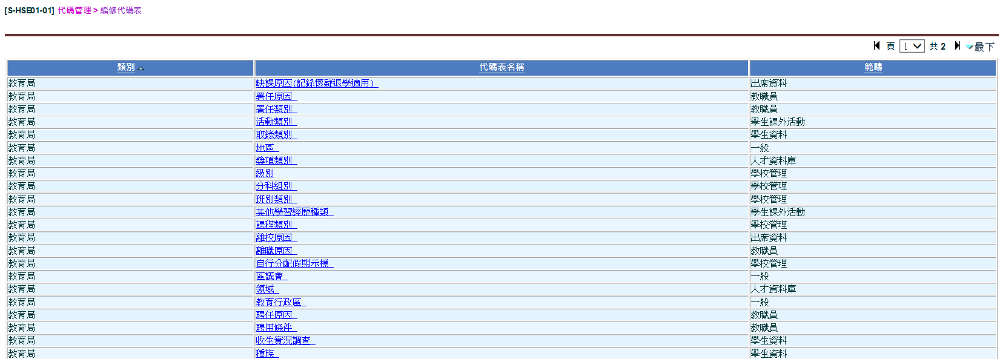 [S-HSE01-01] 代碼管理 > 編修代碼表
頁 1 共 2 最下
類別 代碼表名稱 範疇
教育局 缺課原因(記錄懷疑退學適用) 出席資料
教育局 署任原因 教職員
教育局 署任類別 教職員
教育局 活動類別 學生課外活動
教育局 取錄類別 學生資料
教育局 地區 一般
教育局 獎項類別 人才資料庫
教育局 級別 學校管理
教育局 分科組別 學校管理
教育局 班別類別 學校管理
教育局 其他學習經歷種類 學生課外活動
教育局 課程類別 學校管理
教育局 離校原因 出席資料
教育局 離職原因 教職員
教育局 自行分配假期示標 學校管理
教育局 區議會 一般
教育局 領域 人才資料庫
教育局 教育行政區 一般
教育局 聘任原因 教職員
教育局 聘用條件 教職員
教育局 收生實況調查 學生資料
教育局 種族 學生資料